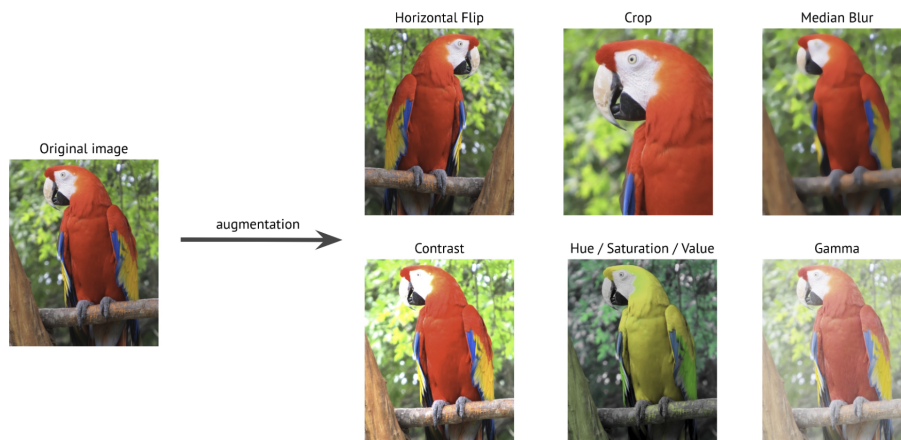 Horizontal Flip
Crop
Median Blur
Original image
augmentation
Contrast
Hue / Saturation / Value
Gamma